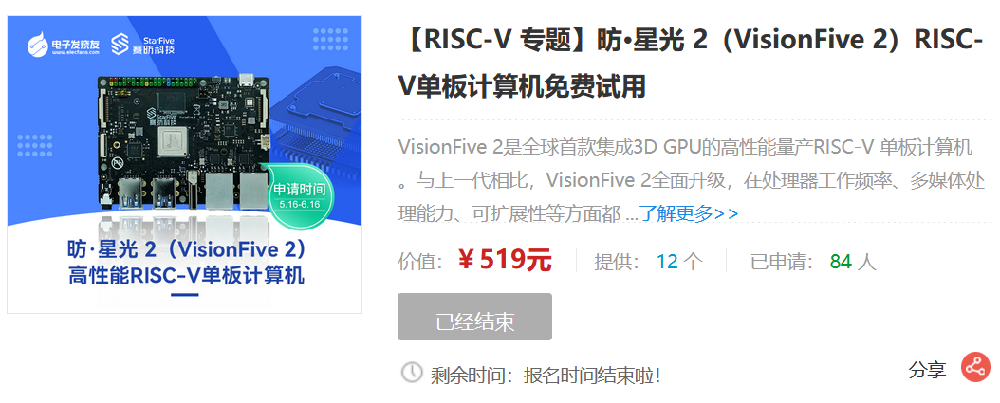 电子发烧友
www.elecfans.com
StarFive
赛昉科技
StarFive
赛昉科技
申请时间
5.16-6.16
昉·星光 2（VisionFive 2）
高性能RISC-V单板计算机
【RISC-V 专题】昉•星光 2（VisionFive 2）RISC-
V单板计算机免费试用
VisionFive 2是全球首款集成3D GPU的高性能量产RISC-V 单板计算机
。与上一代相比，VisionFive 2全面升级，在处理器工作频率、多媒体处
理能力、可扩展性等方面都 ...了解更多>>
价值：￥519元 提供： 12 个 已申请： 84 人
已经结束
剩余时间：报名时间结束啦！
分享